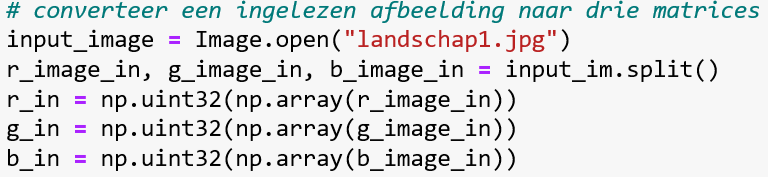 # converteer een ingelezen afbeelding naar drie matrices
input_image = Image.open("landschap1.jpg")
r_image_in, g_image_in, b_image_in = input_im.split()
r_in = np.uint32(np.array(r_image_in))
g_in = np.uint32(np.array(g_image_in))
b_in = np.uint32(np.array(b_image_in))